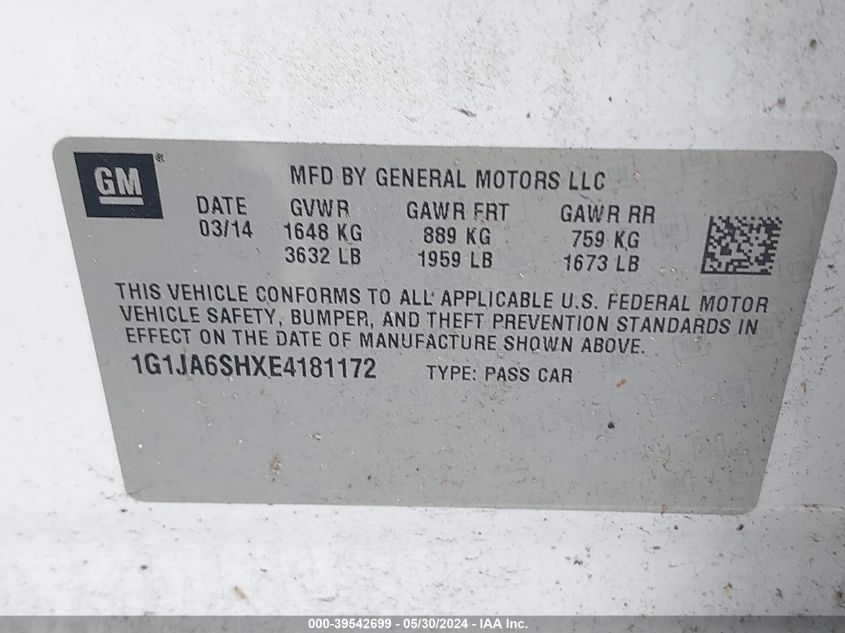 GM®
MFD BY GENERAL MOTORS LLC
DATE GVWR GAWR FRT GAWR RR
03/14 1648 KG 889 KG 759 KG
3632 LB 1959 LB 1673 LB
THIS VEHICLE CONFORMS TO ALL APPLICABLE U.S. FEDERAL MOTOR
VEHICLE SAFETY, BUMPER, AND THEFT PREVENTION STANDARDS IN
EFFECT ON THE DATE OF MANUFACTURE SHOWN ABOVE.
1G1JA6SHXE4181172 TYPE: PASS CAR
000-39542699 - 05/30/2024 - IAA Inc.